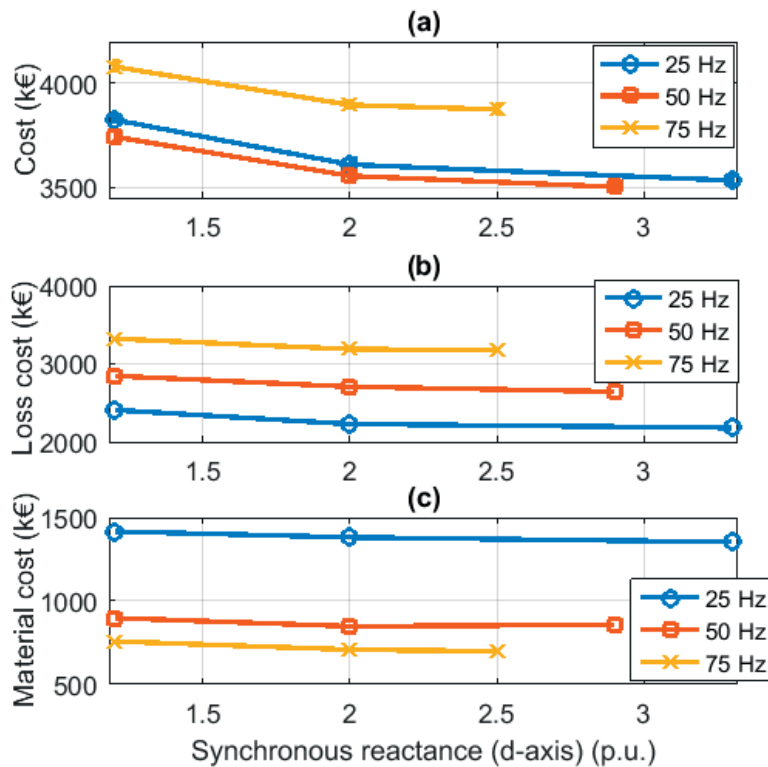 (a)
Cost (k€)
4000
3500
25 Hz
50 Hz
75 Hz
1.5 2 2.5 3
(b)
Loss cost (k€)
4000
3000
2000
25 Hz
50 Hz
75 Hz
1.5 2 2.5 3
(c)
Material cost (k€)
1500
1000
500
25 Hz
50 Hz
75 Hz
1.5 2 2.5 3
Synchronous reactance (d-axis) (p.u.)